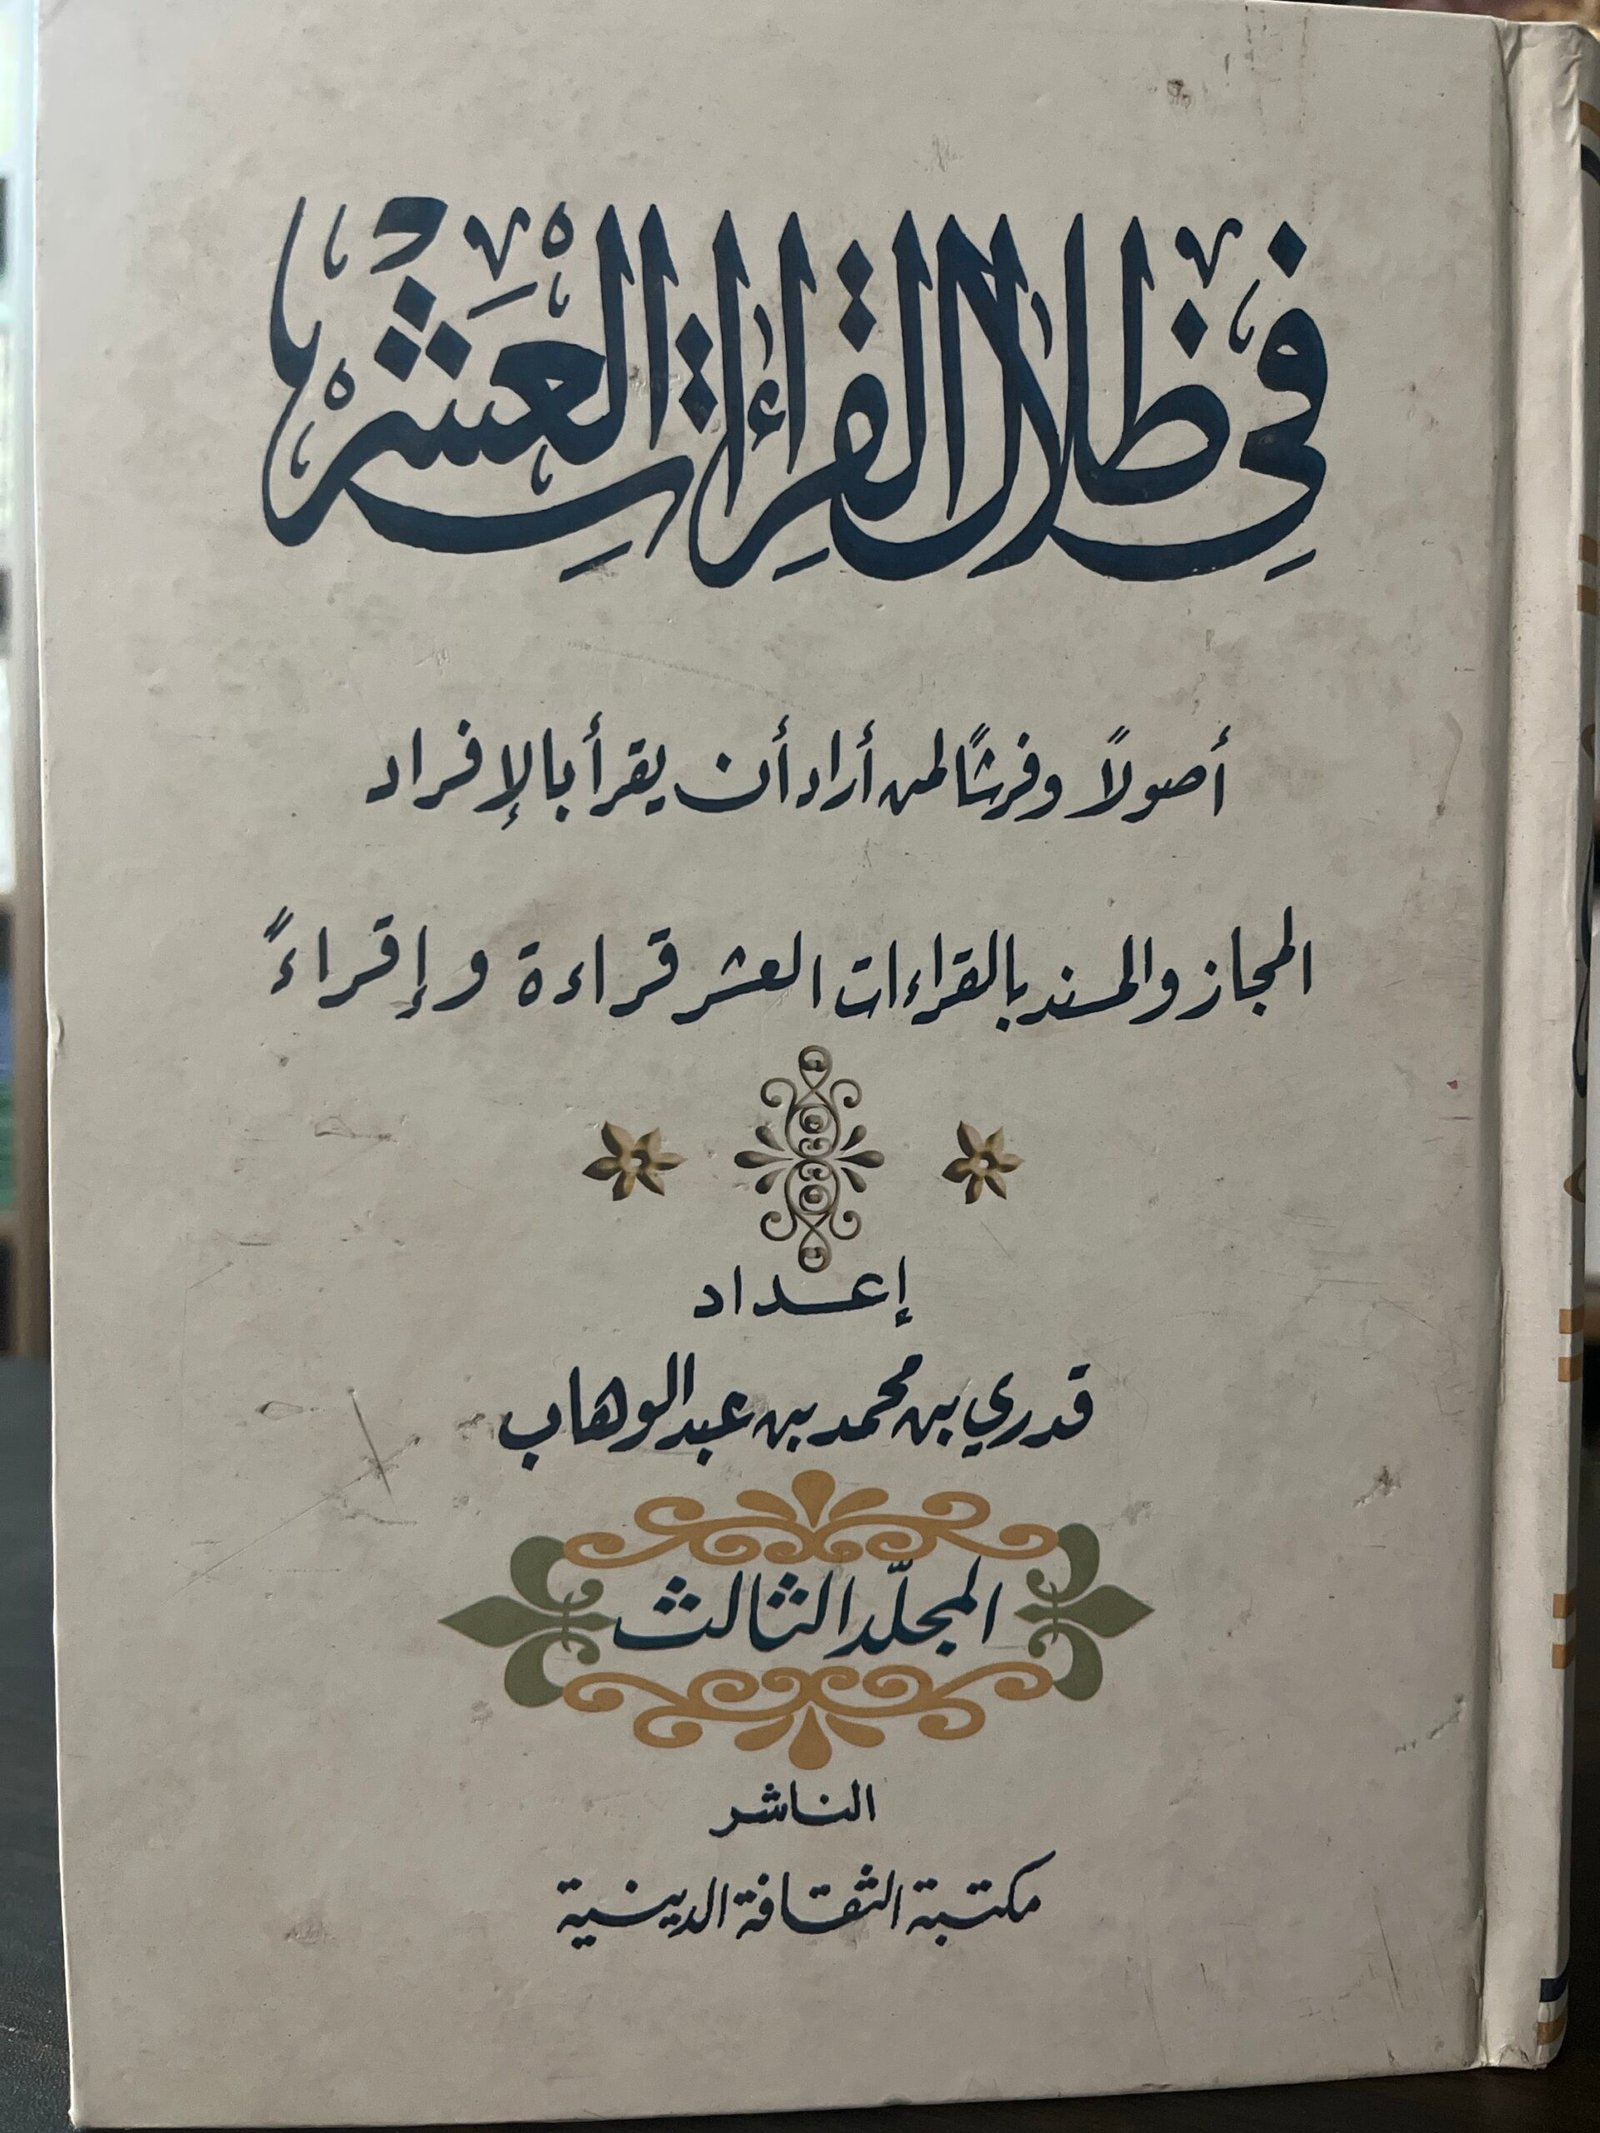 في ظلال القراءات العشر
أصولاً وفرشاً لمن أراد أن يقرأ بالإفراد
المجاز والمسند بالقراءات العشر قراءة وإقراءً
إعداد
قدري بن محمد بن عبد الوهاب
المجلّد الثالث
الناشر
مكتبة الثقافة الدينية